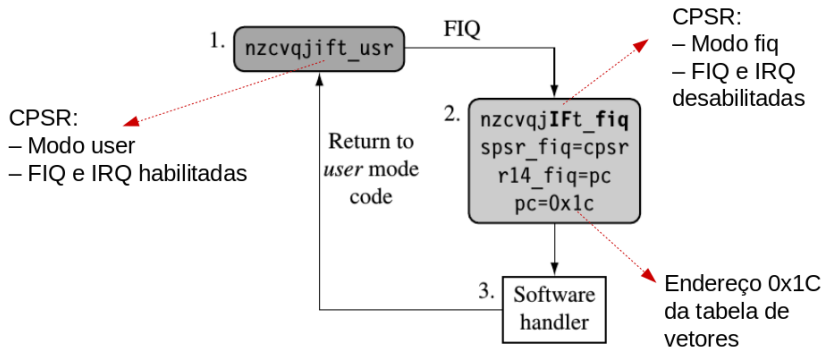 1.
nzcvqjift_usr
FIQ
CPSR:
– Modo fiq
– FIQ e IRQ
desabilitadas
CPSR:
– Modo user
– FIQ e IRQ habilitadas
Return to
user mode
code
2.
nzcvqjIFt_fiq
spsr_fiq=cpsr
r14_fiq=pc
pc=0x1c
3.
Software
handler
Endereço 0x1C
da tabela de
vetores